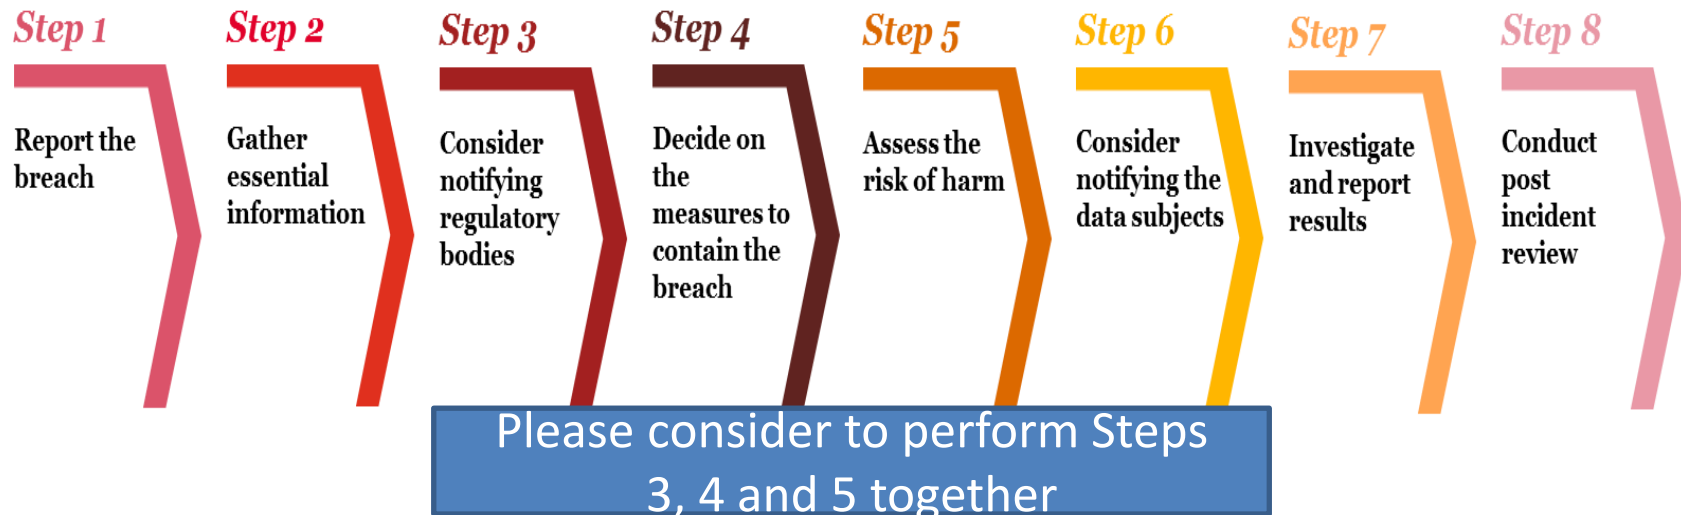 Step 1
Report the
breach
Step 2
Gather
essential
information
Step 3
Consider
notifying
regulatory
bodies
Step 4
Decide on
the
measures to
contain the
breach
Step 5
Assess the
risk of harm
Step 6
Consider
notifying the
data subjects
Step 7
Investigate
and report
results
Step 8
Conduct
post
incident
review
Please consider to perform Steps
3, 4 and 5 together